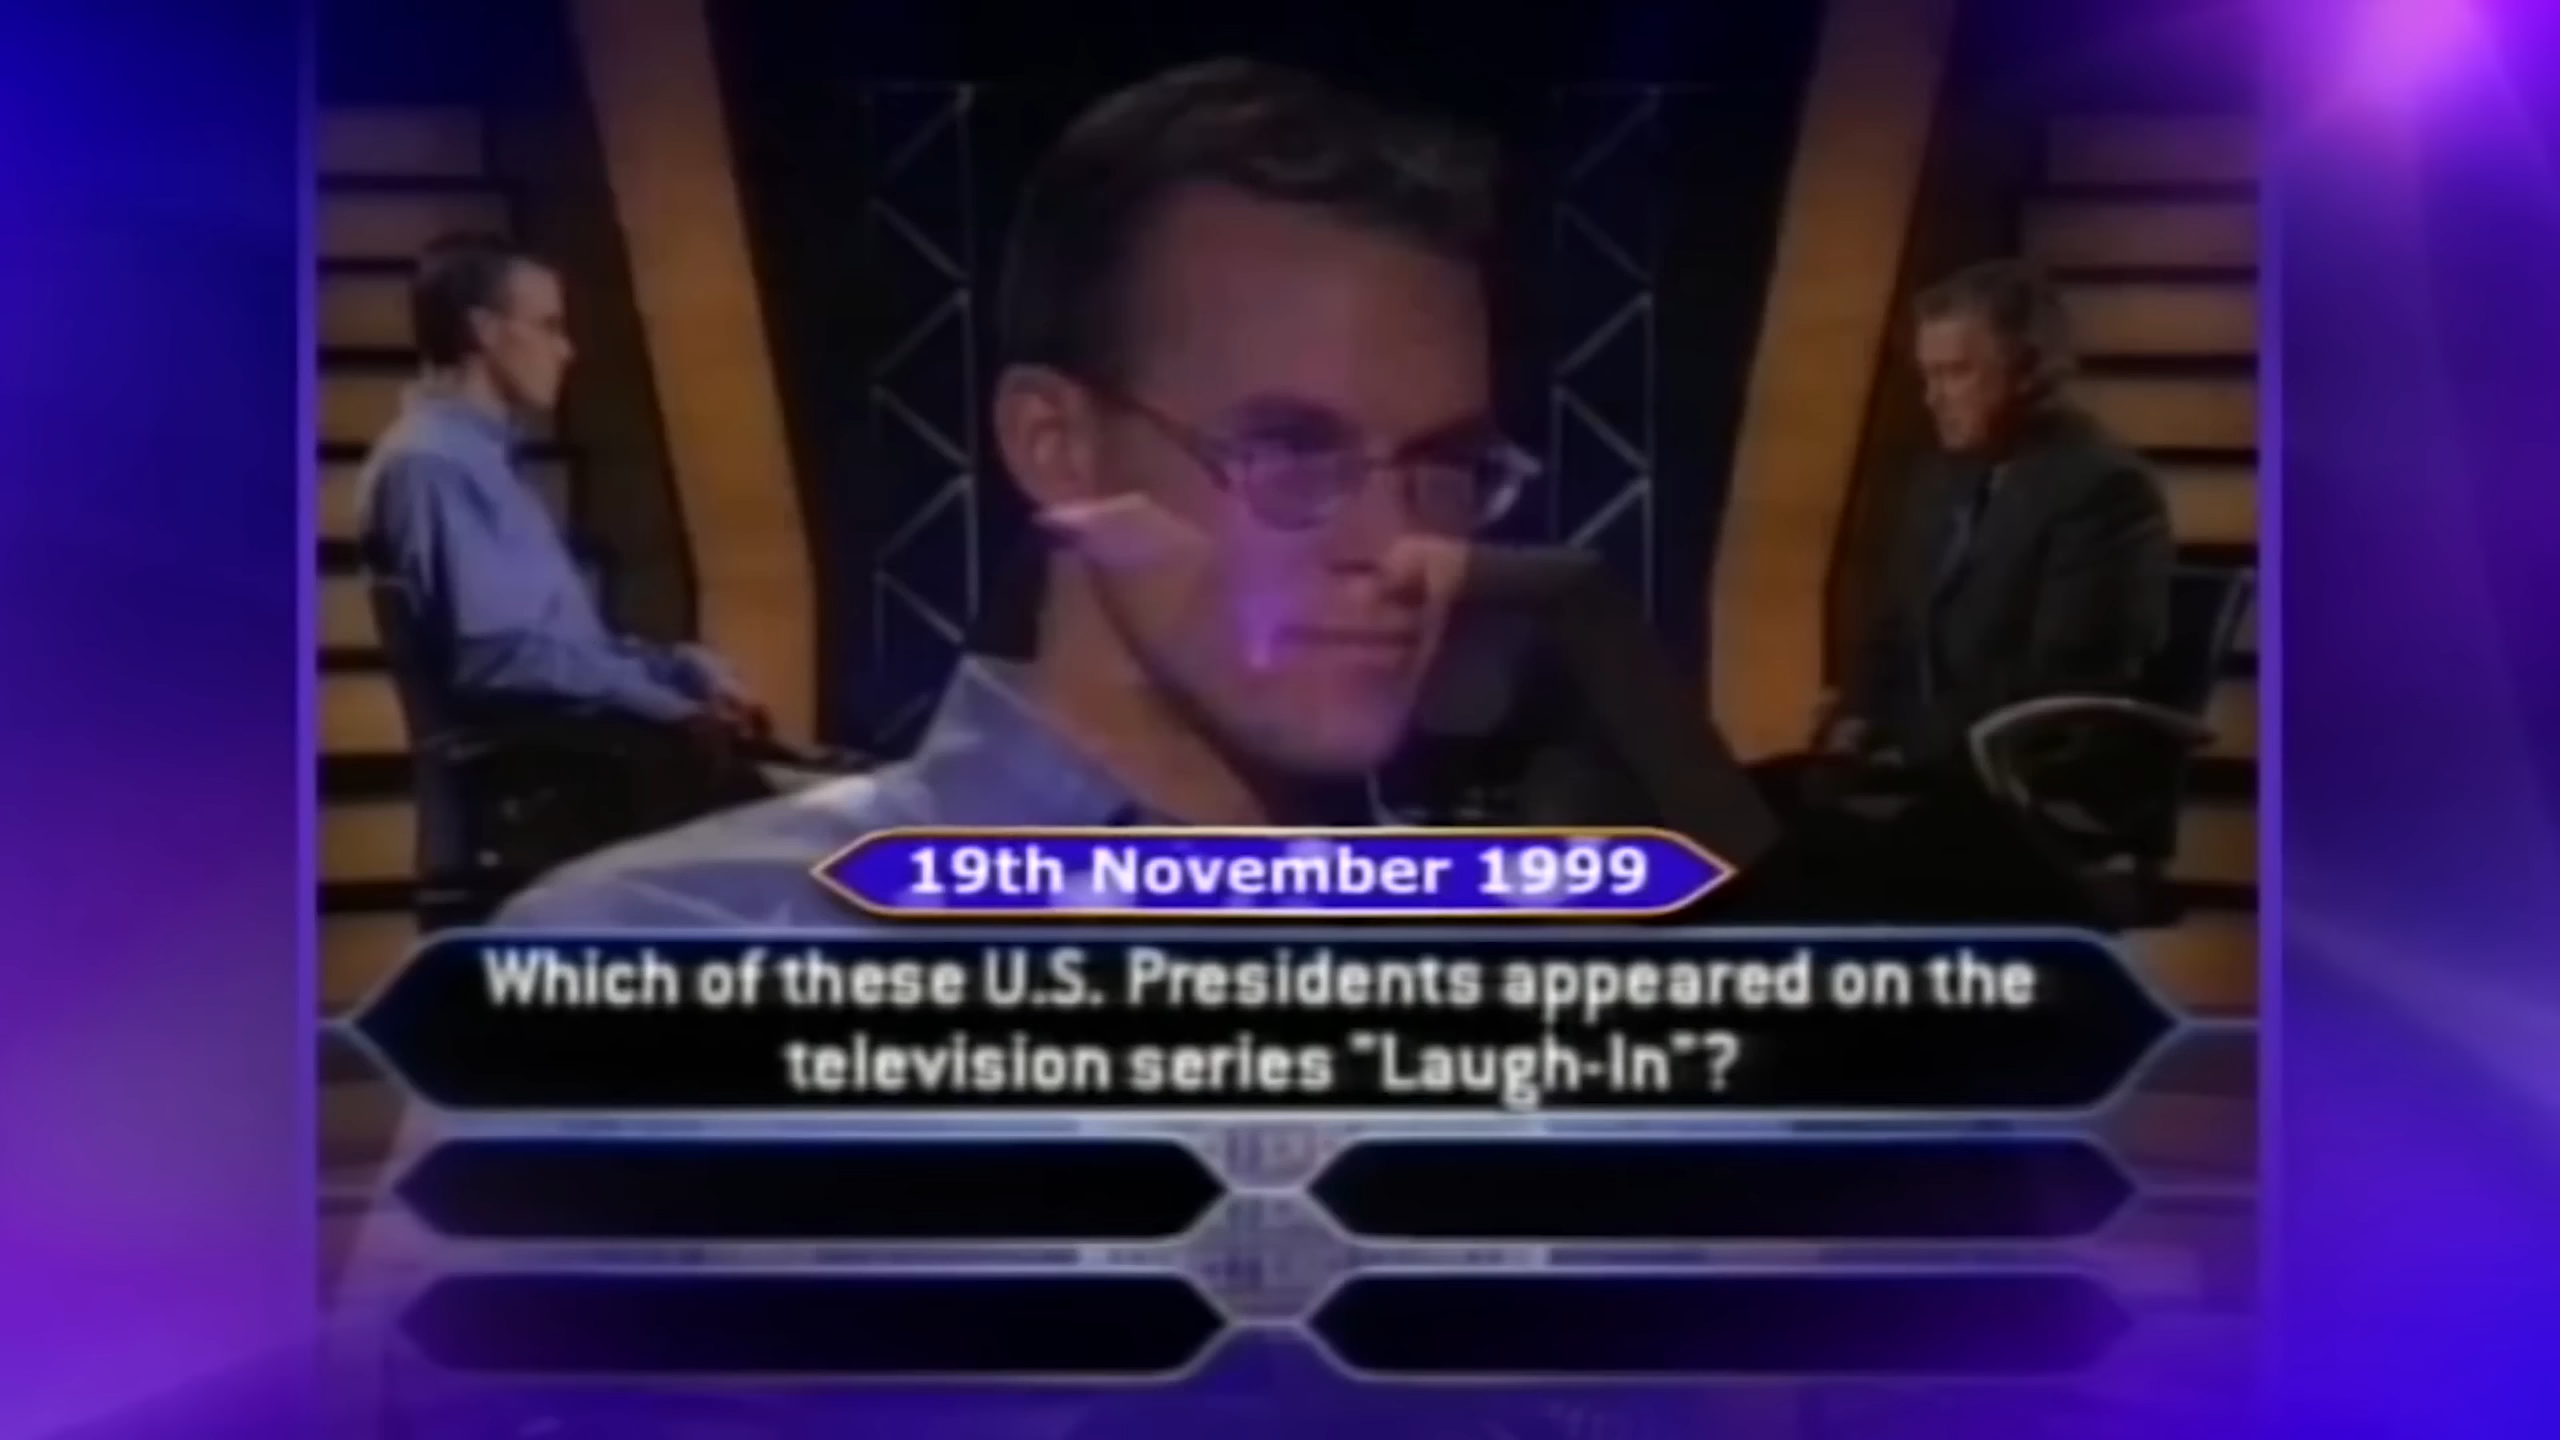 19th November 1999
Which of these U.S. Presidents appeared on the
television series "Laugh-In"?